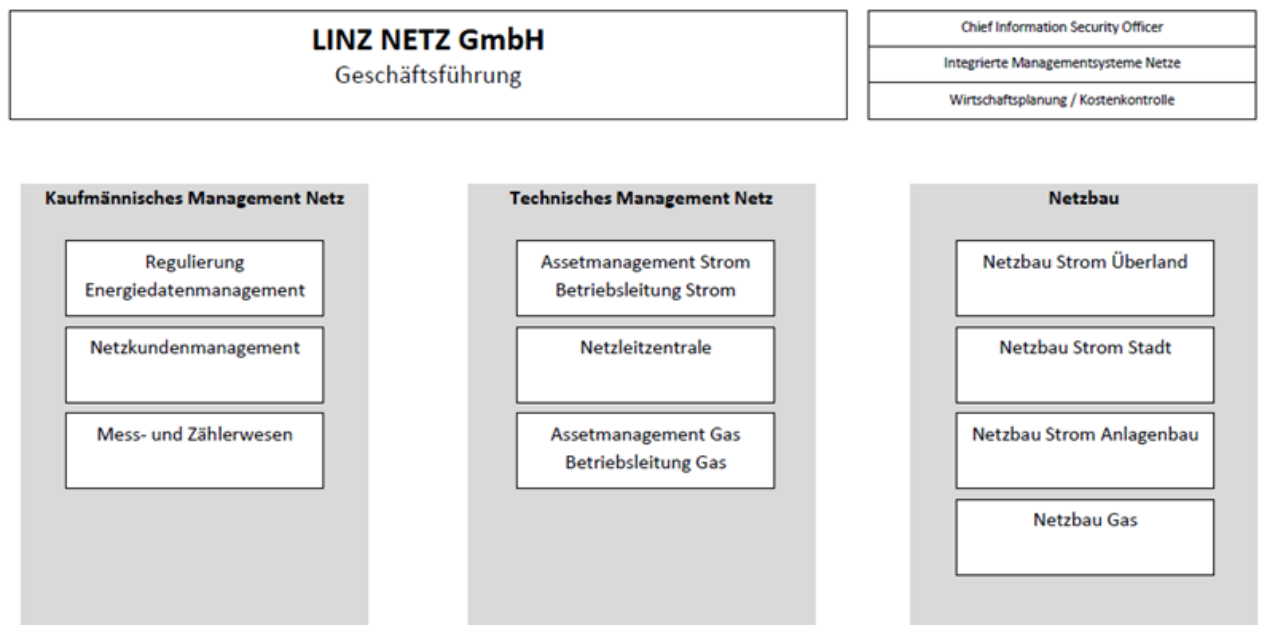 LINZ NETZ GmbH
Geschäftsführung
Chief Information Security Officer
Integrierte Managementsysteme Netze
Wirtschaftsplanung / Kostenkontrolle
Kaufmännisches Management Netz
Regulierung
Energiedatenmanagement
Netzkundenmanagement
Mess- und Zählerwesen
Technisches Management Netz
Assetmanagement Strom
Betriebsleitung Strom
Netzleitzentrale
Assetmanagement Gas
Betriebsleitung Gas
Netzbau
Netzbau Strom Überland
Netzbau Strom Stadt
Netzbau Strom Anlagenbau
Netzbau Gas